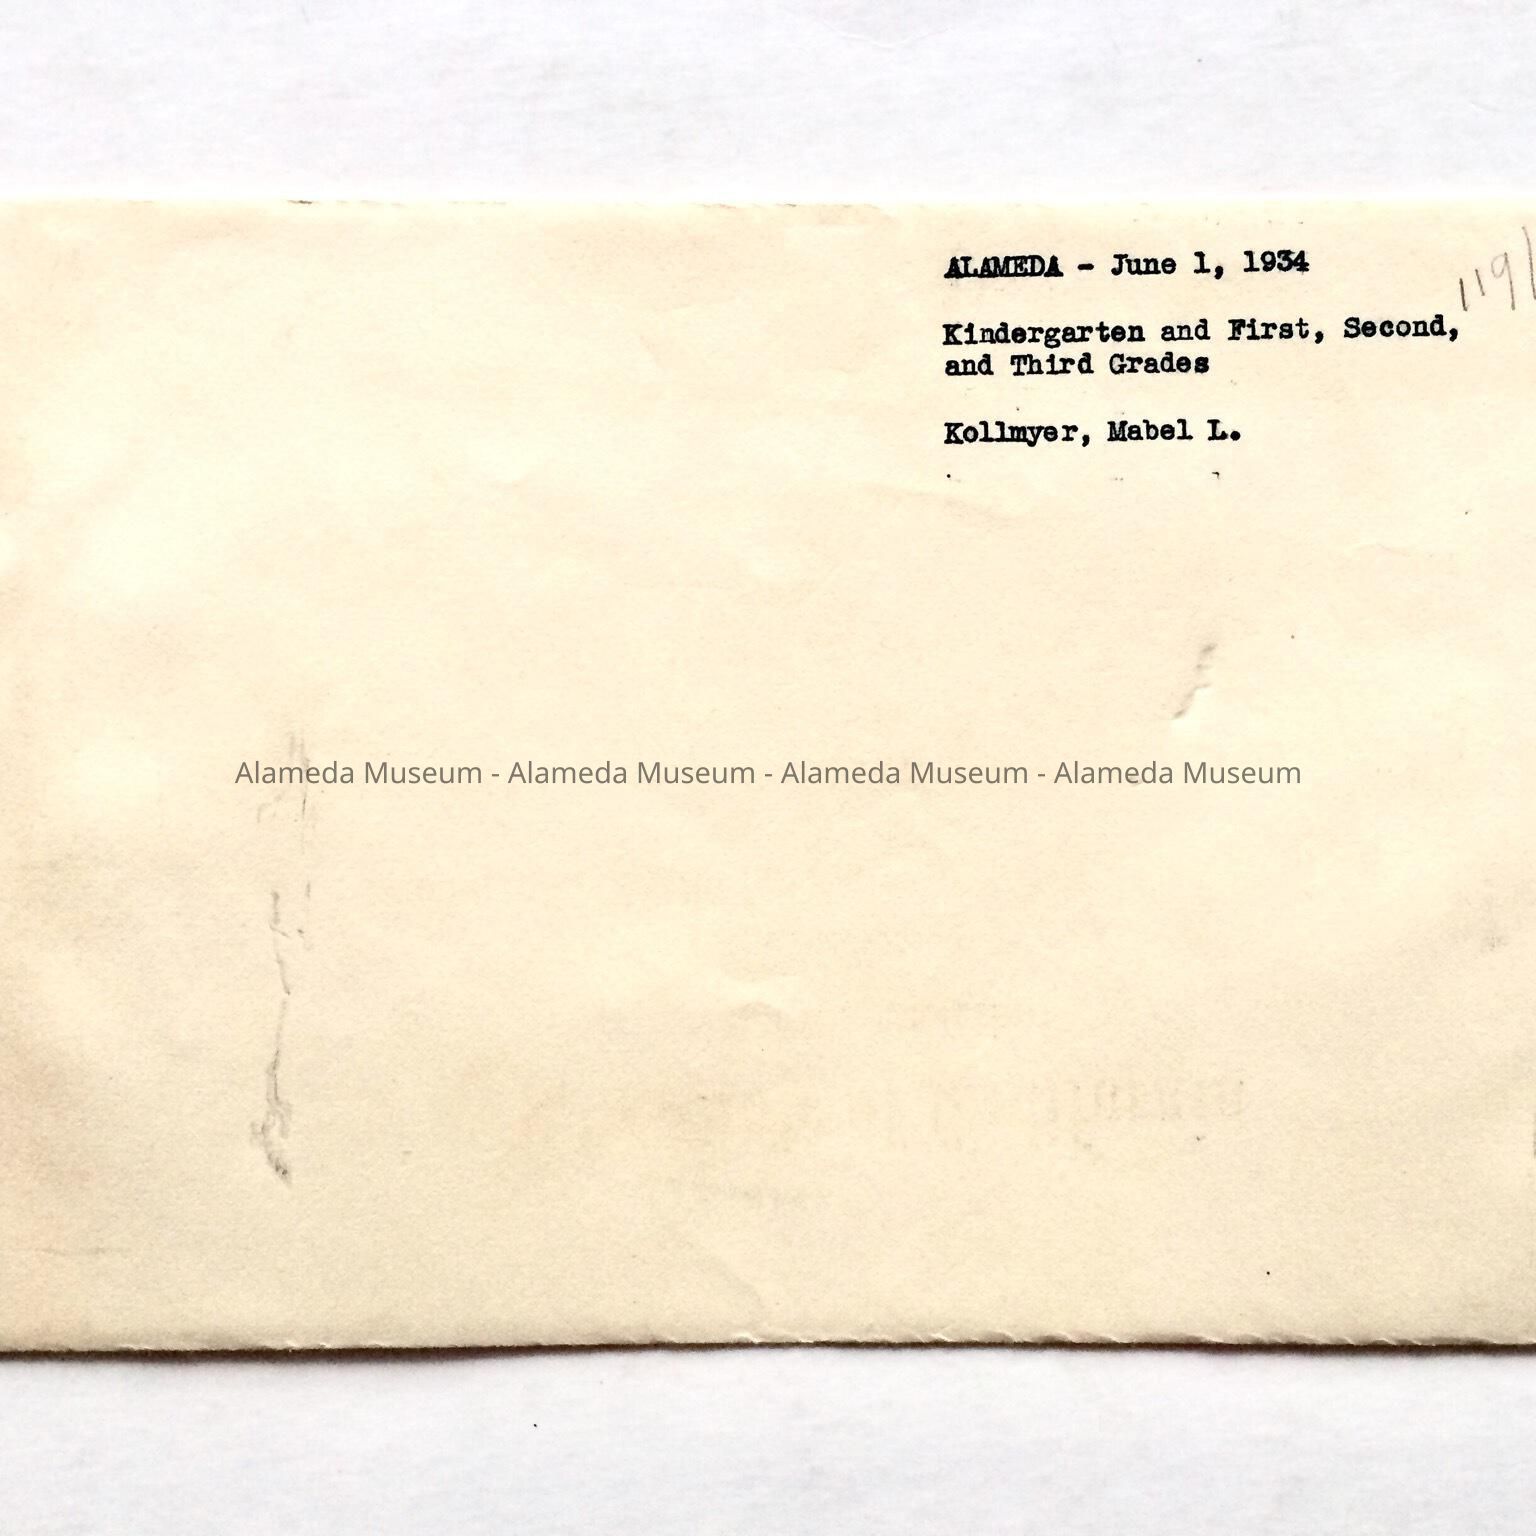 ALAMEDA - June 1, 1934
119/
Kindergarten and First, Second,
and Third Grades
Kollmyer, Mabel L.
Alameda Museum - Alameda Museum - Alameda Museum - Alameda Museum